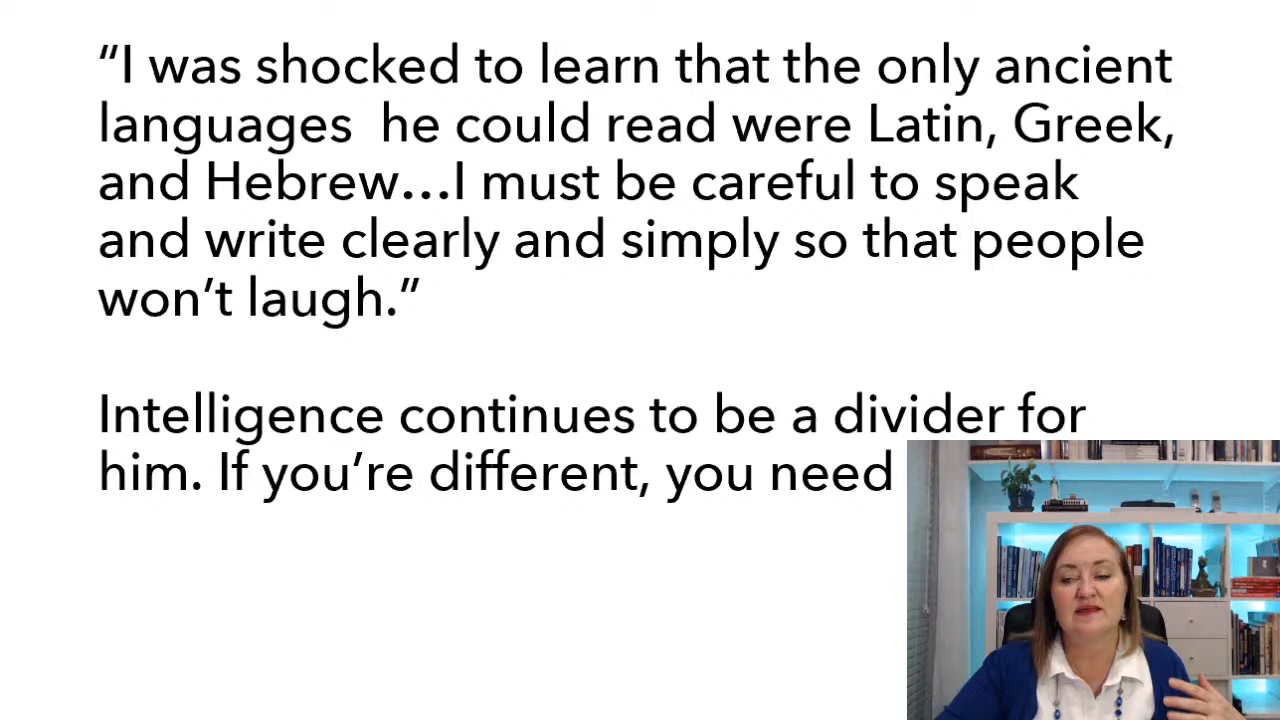 “I was shocked to learn that the only ancient
languages  he could read were Latin, Greek,
and Hebrew…I must be careful to speak
and write clearly and simply so that people
won’t laugh.”
Intelligence continues to be a divider for
him. If you’re different, you need